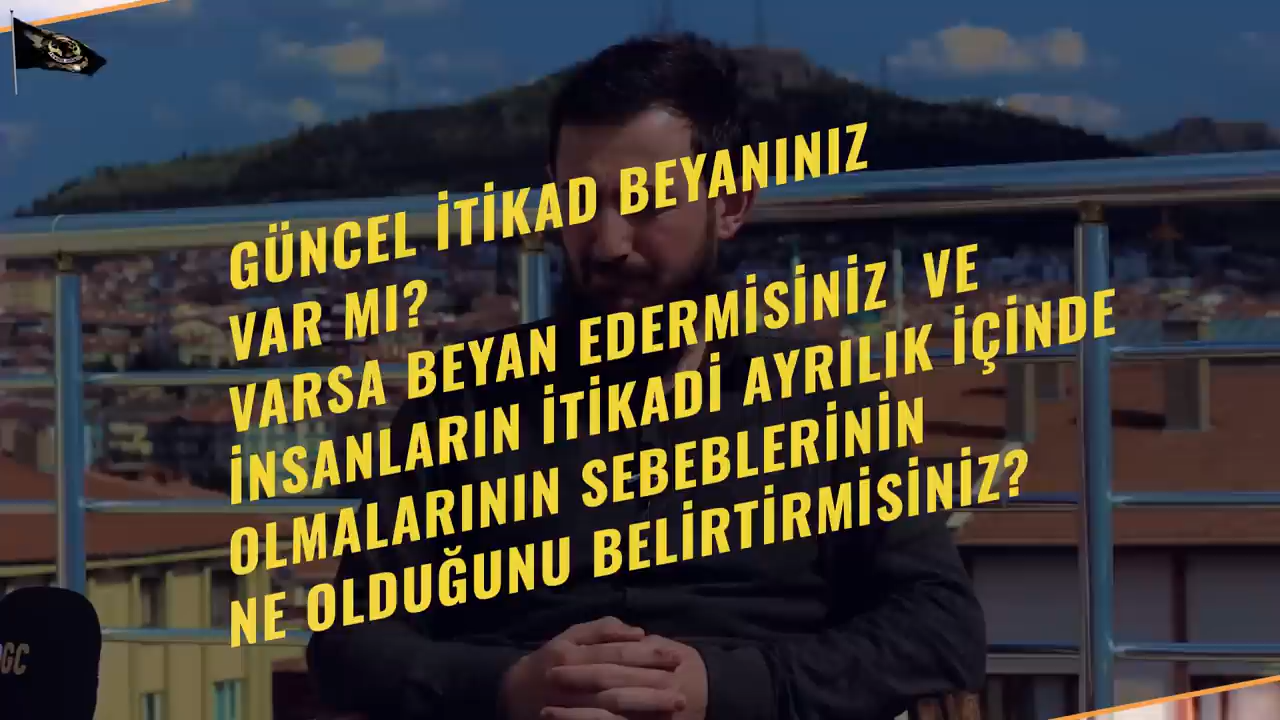 GÜNCEL İTİKAD BEYANINIZ
VAR MI?
VARSA BEYAN EDERMİSİNİZ VE
İNSANLARIN İTİKADİ AYRILIK İÇİNDE
OLMALARININ SEBEBLERİNİN
NE OLDUĞUNU BELİRTİRMİSİNİZ?
GC